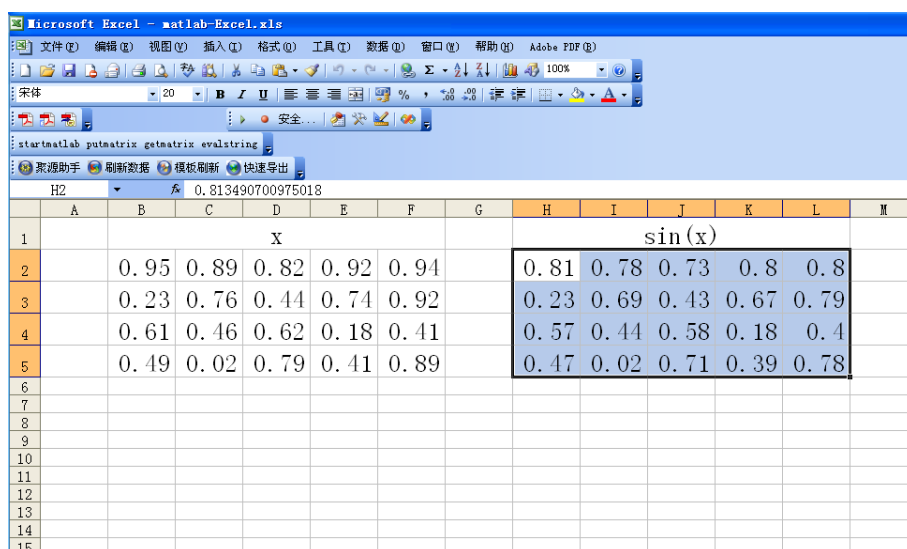 Microsoft Excel - matlab-Excel.xls
文件(F) 编辑(E) 视图(V) 插入(I) 格式(O) 工具(T) 数据(D) 窗口(W) 帮助(H) Adobe PDF(B)
Σ 100%
宋体 20 B I U % , A
安全...
startmatlab putmatrix getmatrix evalstring
聚源助手 刷新数据 模板刷新 快速导出
H2 fx 0.813490700975018
A B C D E F G H I J K L M
1 x sin(x)
2 0.95 0.89 0.82 0.92 0.94 0.81 0.78 0.73 0.8 0.8
3 0.23 0.76 0.44 0.74 0.92 0.23 0.69 0.43 0.67 0.79
4 0.61 0.46 0.62 0.18 0.41 0.57 0.44 0.58 0.18 0.4
5 0.49 0.02 0.79 0.41 0.89 0.47 0.02 0.71 0.39 0.78
6
7
8
9
10
11
12
13
14
15